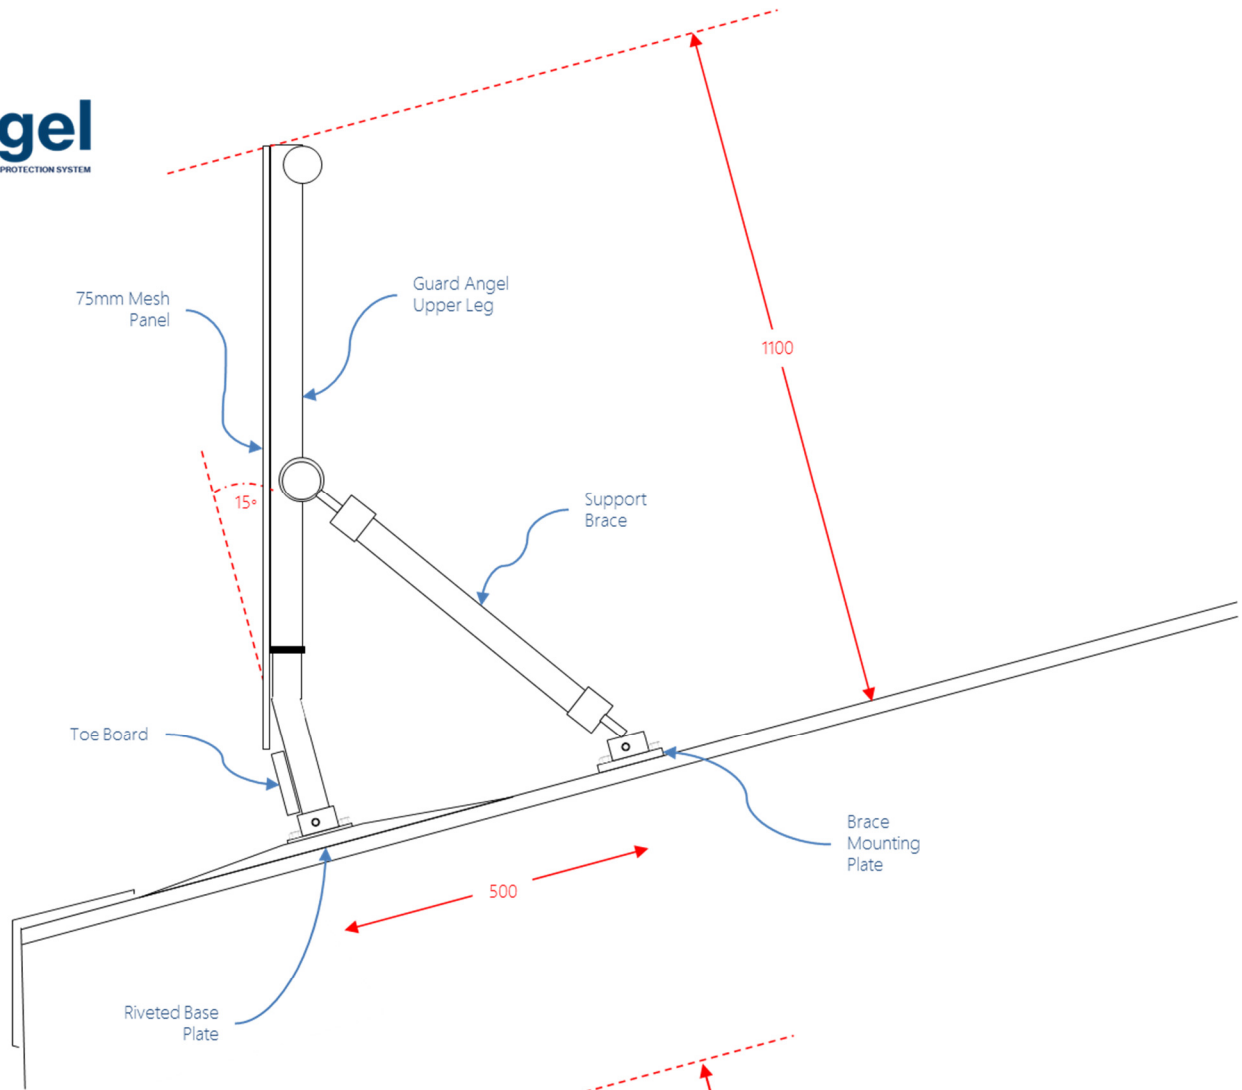 gel
PROTECTION SYSTEM
75mm Mesh
Panel
Guard Angel
Upper Leg
1100
15°
Support
Brace
Toe Board
Brace
Mounting
Plate
500
Riveted Base
Plate